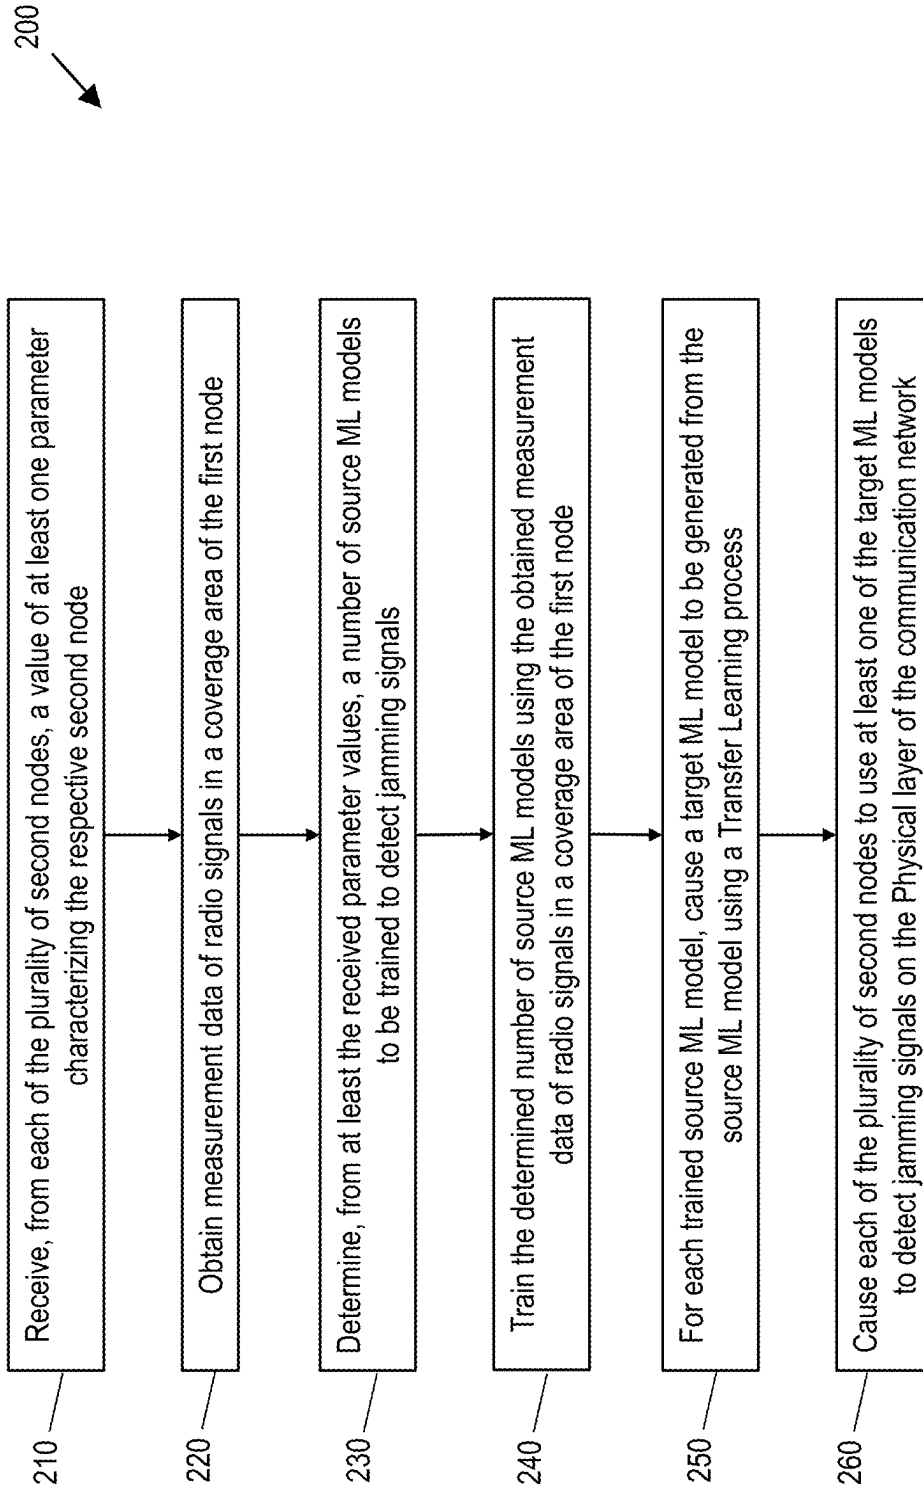 200
210
Receive, from each of the plurality of second nodes, a value of at least one parameter
characterizing the respective second node
220
Obtain measurement data of radio signals in a coverage area of the first node
230
Determine, from at least the received parameter values, a number of source ML models
to be trained to detect jamming signals
240
Train the determined number of source ML models using the obtained measurement
data of radio signals in a coverage area of the first node
250
For each trained source ML model, cause a target ML model to be generated from the
source ML model using a Transfer Learning process
260
Cause each of the plurality of second nodes to use at least one of the target ML models
to detect jamming signals on the Physical layer of the communication network